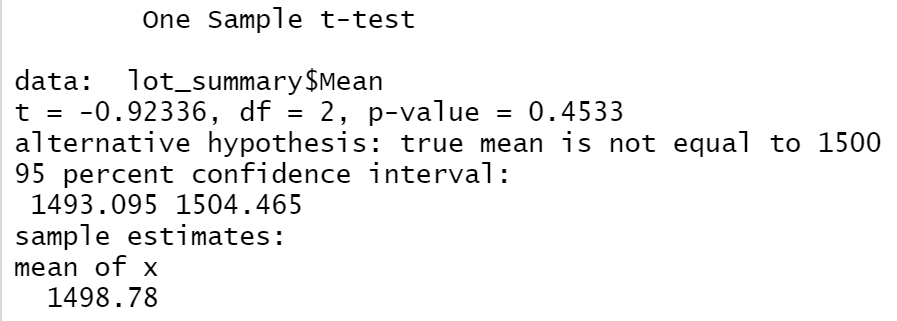 One Sample t-test
data:  lot_summary$Mean
t = -0.92336, df = 2, p-value = 0.4533
alternative hypothesis: true mean is not equal to 1500
95 percent confidence interval:
1493.095 1504.465
sample estimates:
mean of x
1498.78